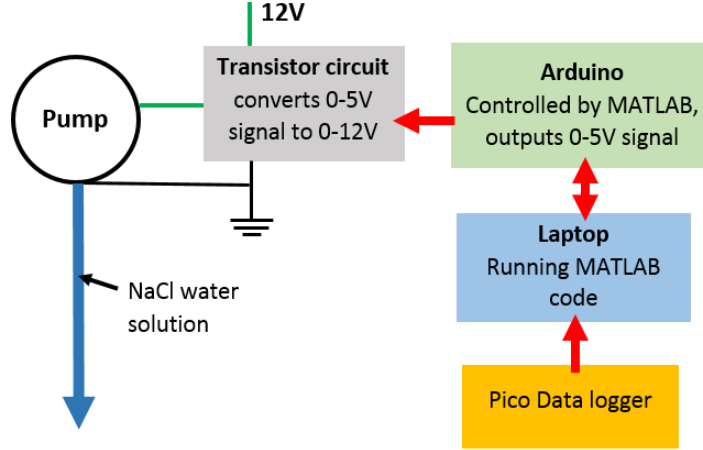 12V
Transistor circuit
converts 0-5V
signal to 0-12V
Arduino
Controlled by MATLAB,
outputs 0-5V signal
Pump
Laptop
Running MATLAB
code
NaCl water
solution
Pico Data logger